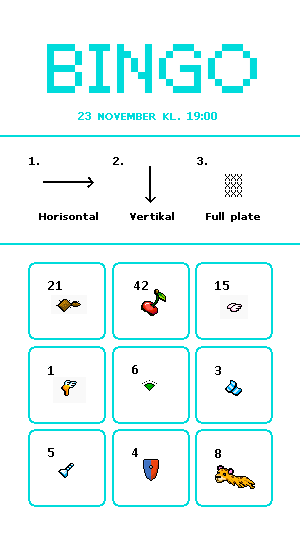 BINGO
23 NOVEMBER KL. 19:00
1. 2. 3.
Horisontal Vertikal Full plate
21 42 15
1 6 3
5 4 8